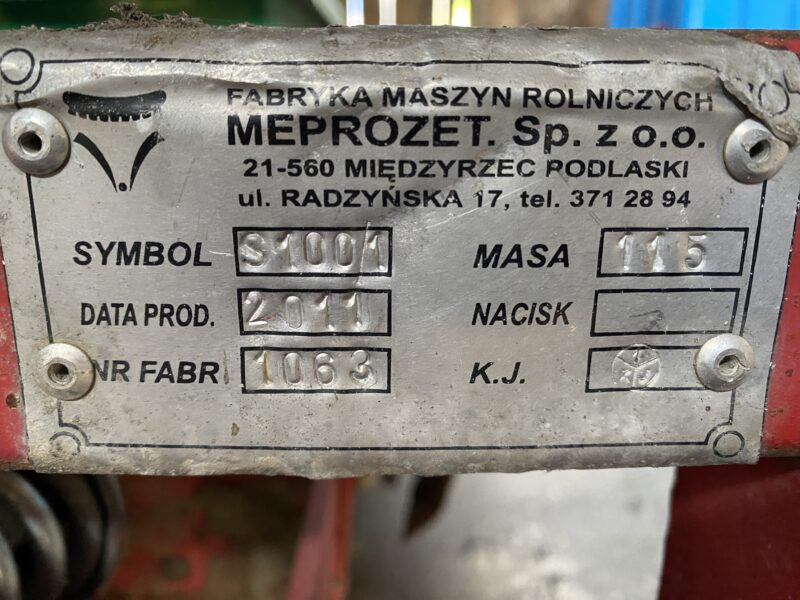 FABRYKA MASZYN ROLNICZYCH
MEPROZET. Sp. z o.o.
21-560 MIĘDZYRZEC PODLASKI
ul. RADZYŃSKA 17, tel. 371 28 94
SYMBOL S1001 MASA 115
DATA PROD. 2011 NACISK
NR FABR 1063 K.J.